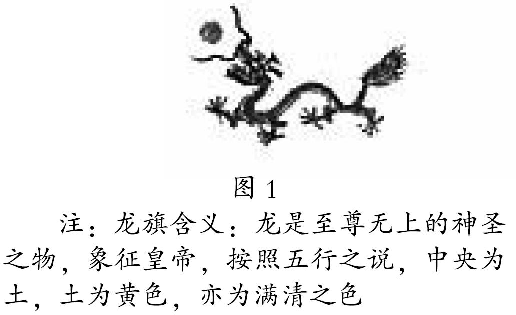 图 1
注：龙旗含义：龙是至尊无上的神圣
之物，象征皇帝，按照五行之说，中央为
土，土为黄色，亦为满清之色